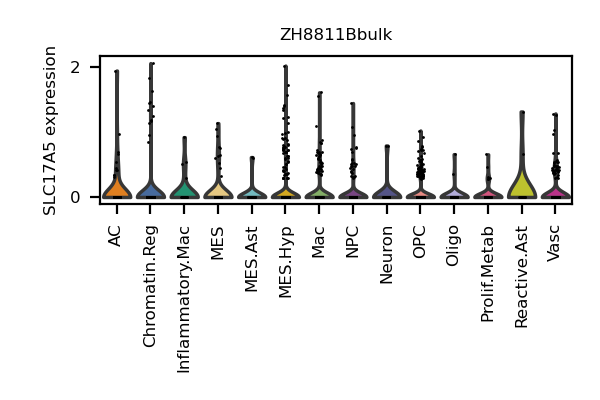 ZH8811Bbulk
SLC17A5 expression
2
0
AC
Chromatin.Reg
Inflammatory.Mac
MES
MES.Ast
MES.Hyp
Mac
NPC
Neuron
OPC
Oligo
Prolif.Metab
Reactive.Ast
Vasc